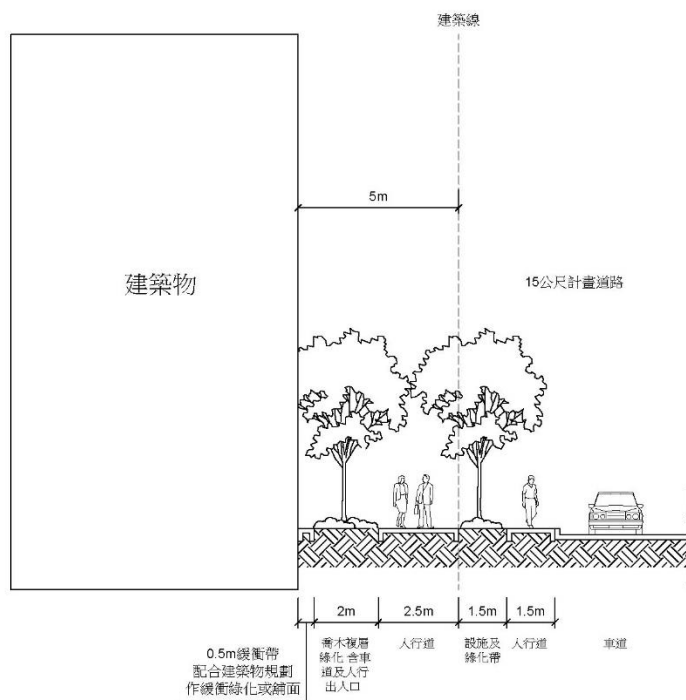 建築線
5m
建築物
15公尺計畫道路
2m
2.5m
1.5m
1.5m
0.5m緩衝帶
配合建築物規劃
作緩衝綠化或鋪面
喬木複層
綠化 含車
道及人行
出入口
人行道
設施及
綠化帶
人行道
車道